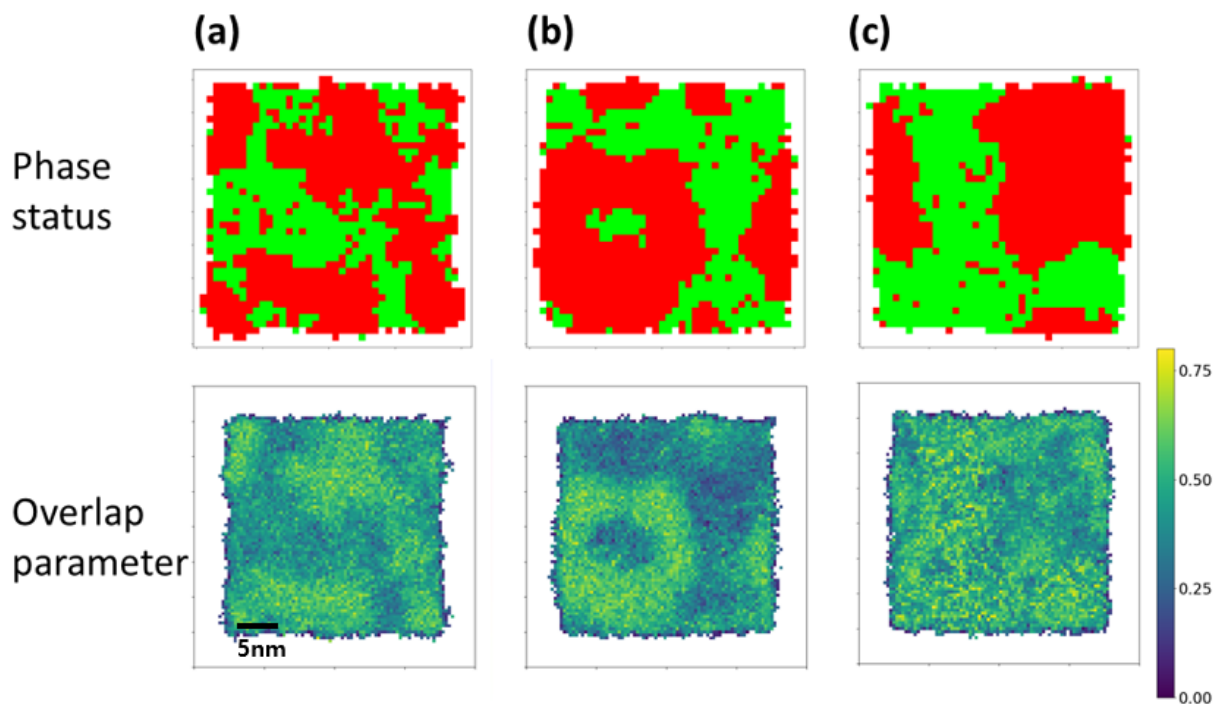 (a) (b) (c)
Phase
status
Overlap
parameter
5nm
0.75
0.50
0.25
0.00